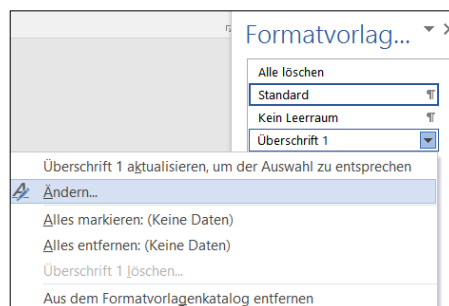 Formatvorlag...
Alle löschen
Standard ¶
Kein Leerraum ¶
Überschrift 1
Überschrift 1 aktualisieren, um der Auswahl zu entsprechen
Ändern...
Alles markieren: (Keine Daten)
Alles entfernen: (Keine Daten)
Überschrift 1 löschen...
Aus dem Formatvorlagenkatalog entfernen